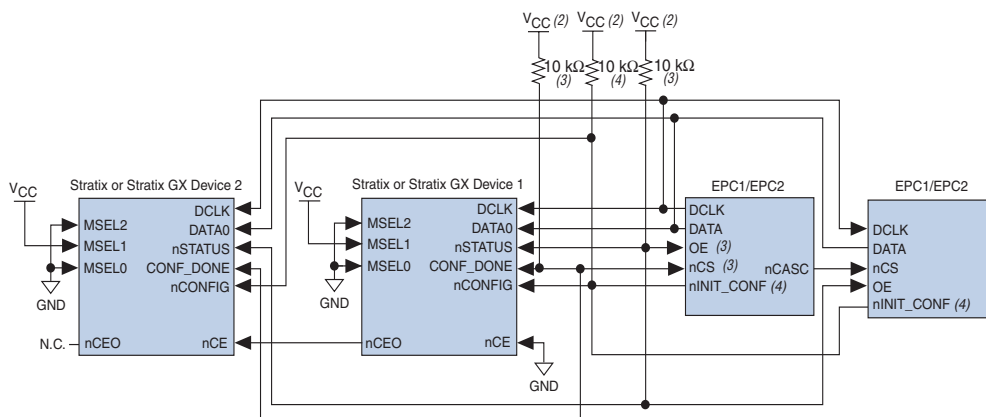 VCC (2) VCC (2) VCC (2)
10 kΩ (3) 10 kΩ (4) 10 kΩ (3)
VCC
Stratix or Stratix GX Device 2
DCLK
DATA0
nSTATUS
CONF_DONE
nCONFIG
MSEL2
MSEL1
MSEL0
GND
N.C.
nCEO
nCE
VCC
Stratix or Stratix GX Device 1
DCLK
DATA0
nSTATUS
CONF_DONE
nCONFIG
MSEL2
MSEL1
MSEL0
GND
nCEO
nCE
GND
EPC1/EPC2
DCLK
DATA
OE (3)
nCS (3)
nCASC
nINIT_CONF (4)
EPC1/EPC2
DCLK
DATA
nCS
OE
nINIT_CONF (4)